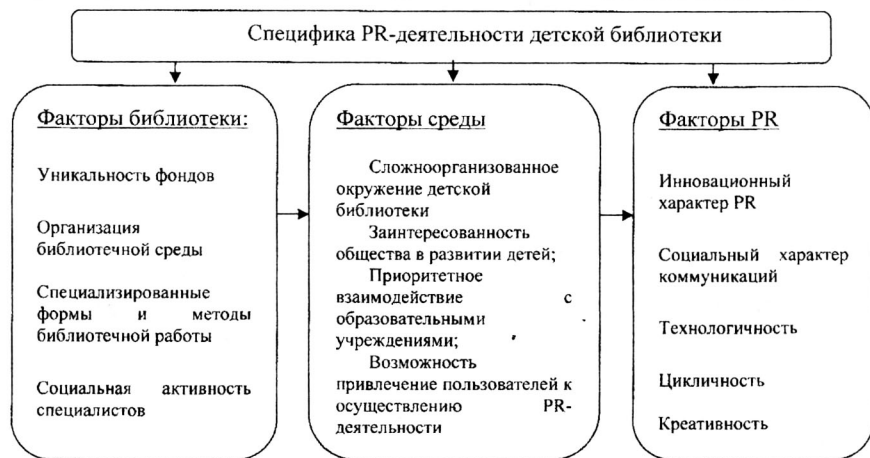 Специфика PR-деятельности детской библиотеки
Факторы библиотеки:
Уникальность фондов
Организация
библиотечной среды
Специализированные
формы и методы
библиотечной работы
Социальная активность
специалистов
Факторы среды
Сложноорганизованное
окружение детской
библиотеки
Заинтересованность
общества в развитии детей;
Приоритетное
взаимодействие с
образовательными
учреждениями;
Возможность
привлечение пользователей к
осуществлению PR-
деятельности
Факторы PR
Инновационный
характер PR
Социальный характер
коммуникаций
Технологичность
Цикличность
Креативность